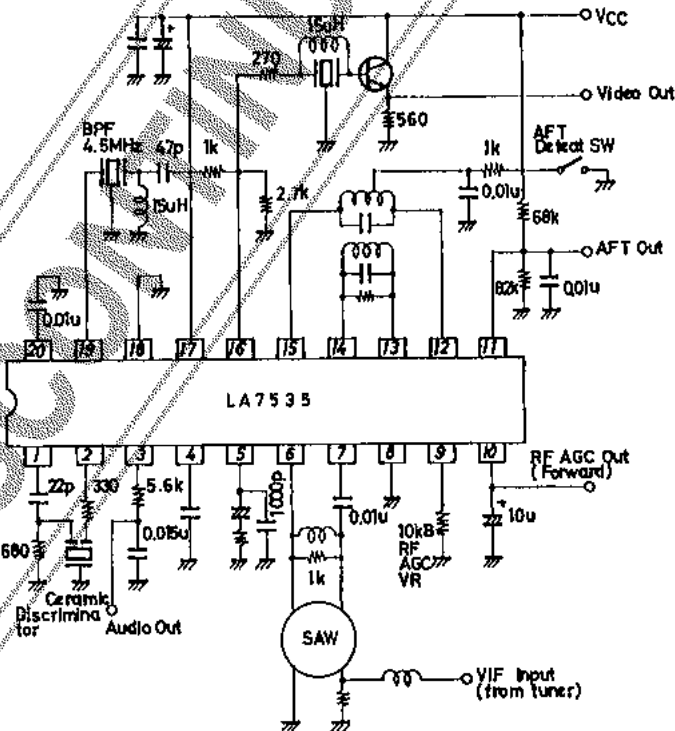 VCC
15uH
270
Video Out
560
BPF
4.5MHz
47p
1k
AFT
Defeat SW
1k
0.01u
15uH
2.7k
68k
AFT Out
82k
0.01u
0.01u
20 19 18 17 16 15 14 13 12 11
LA7535
1 2 3 4 5 6 7 8 9 10
22p
330
5.6k
1000p
RF AGC Out
(Forward)
0.01u
10kB
RF
AGC
VR
680
0.015u
1k
Ceramic
Discrimina
tor
Audio Out
SAW
VIF Input
(from tuner)